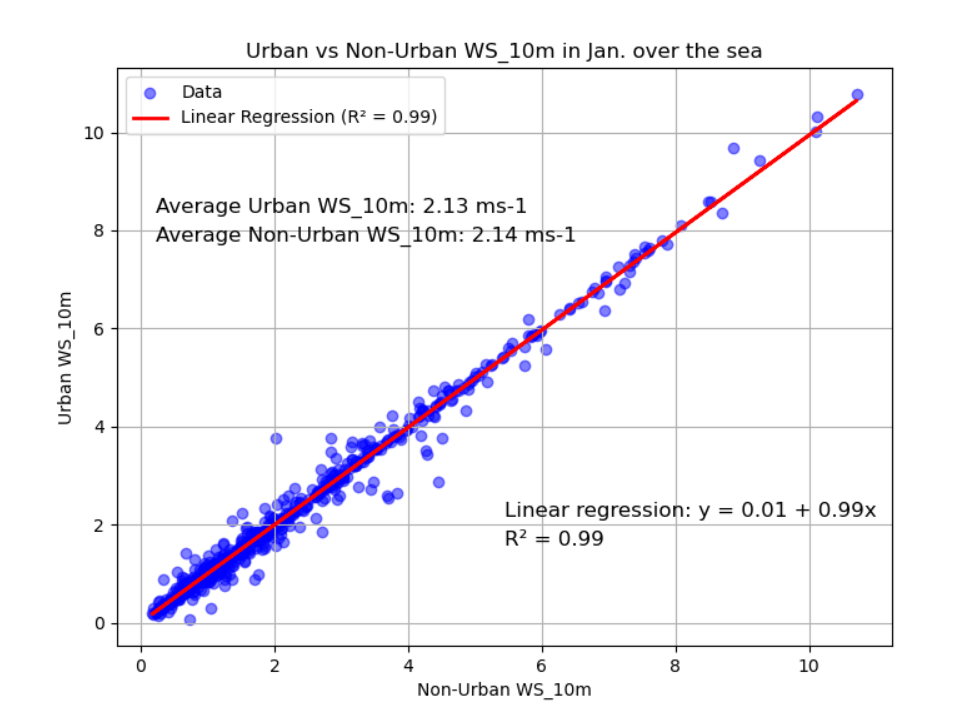 Urban vs Non-Urban WS_10m in Jan. over the sea
Data
Linear Regression (R² = 0.99)
Average Urban WS_10m: 2.13 ms-1
Average Non-Urban WS_10m: 2.14 ms-1
Linear regression: y = 0.01 + 0.99x
R² = 0.99
Urban WS_10m
10
8
6
4
2
0
0 2 4 6 8 10
Non-Urban WS_10m